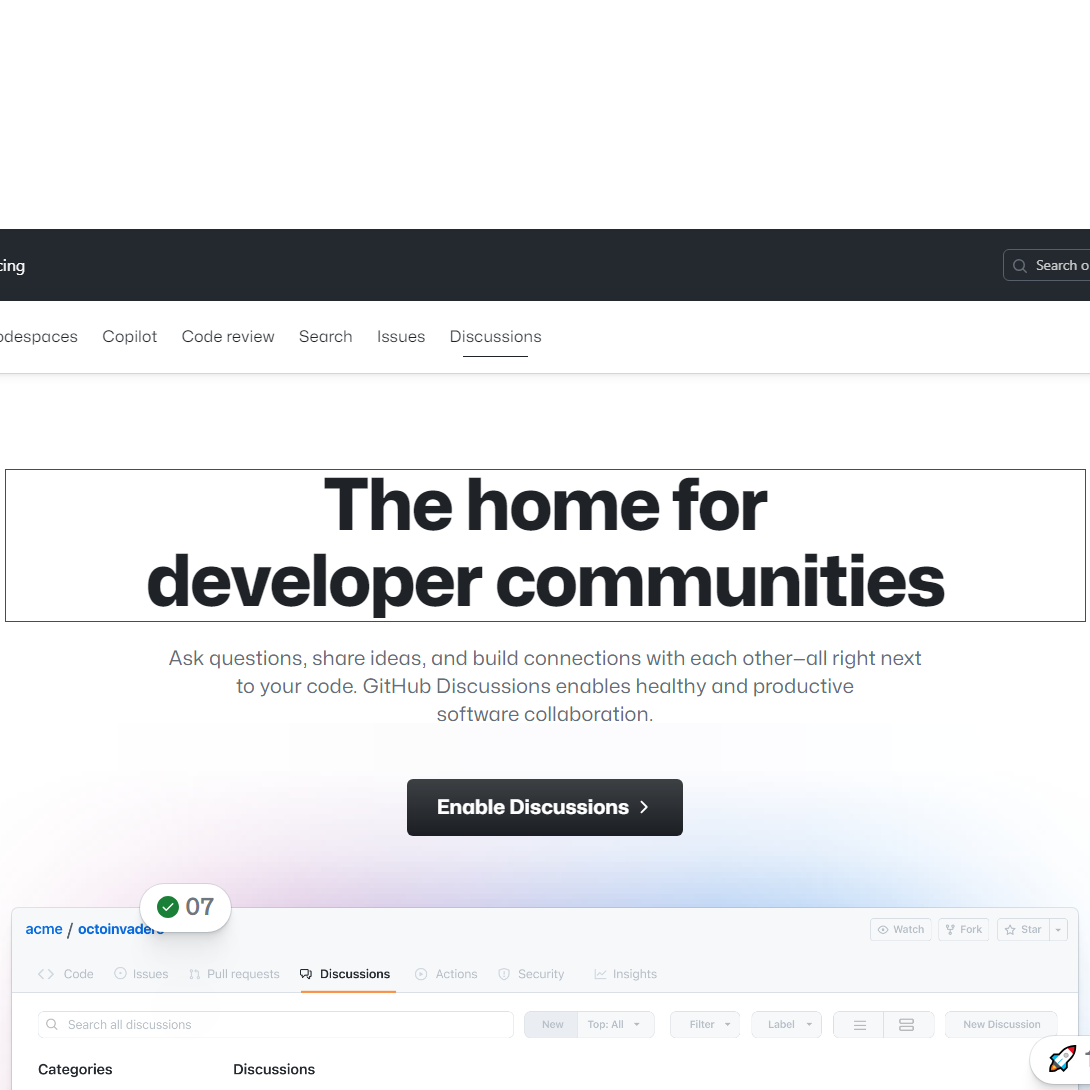 Search
Copilot
Code review
Search
Issues
Discussions
The home for
developer communities
Ask questions, share ideas, and build connections with each other—all right next
to your code. GitHub Discussions enables healthy and productive
software collaboration.
Enable Discussions
07
acme /
Watch
Fork
Star
Code
Issues
Pull requests
Discussions
Actions
Security
Insights
Search all discussions
New
Top: All
Filter
Label
New Discussion
Categories
Discussions